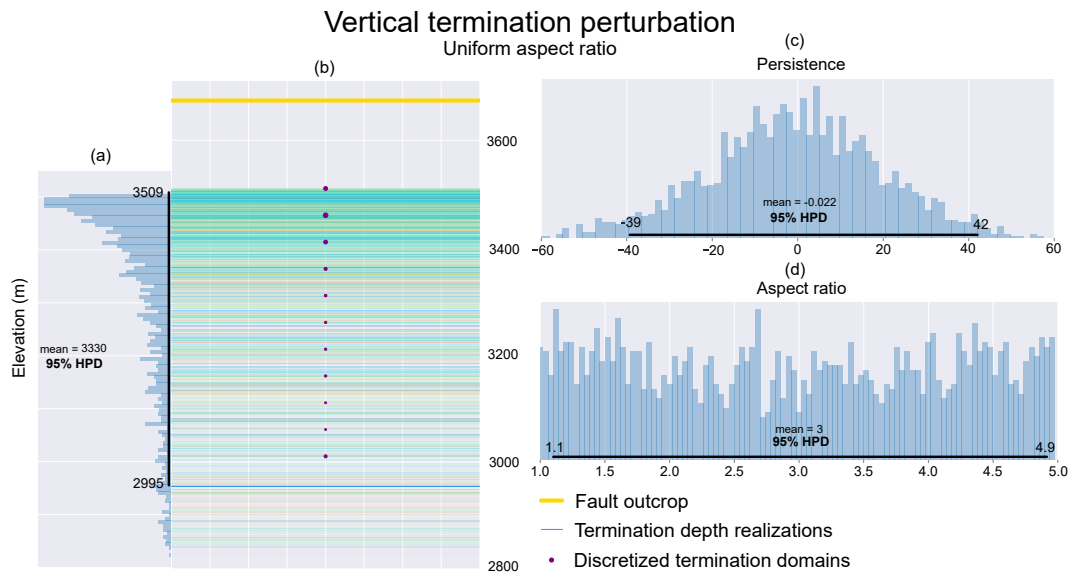 Vertical termination perturbation
Uniform aspect ratio
(a)
3509
Elevation (m)
mean = 3330
95% HPD
2995
(b)
3600
3400
3200
3000
2800
(c)
Persistence
mean = -0.022
95% HPD
-39
42
−60 −40 −20 0 20 40 60
(d)
Aspect ratio
mean = 3
95% HPD
1.1
4.9
1.0 1.5 2.0 2.5 3.0 3.5 4.0 4.5 5.0
Fault outcrop
Termination depth realizations
Discretized termination domains